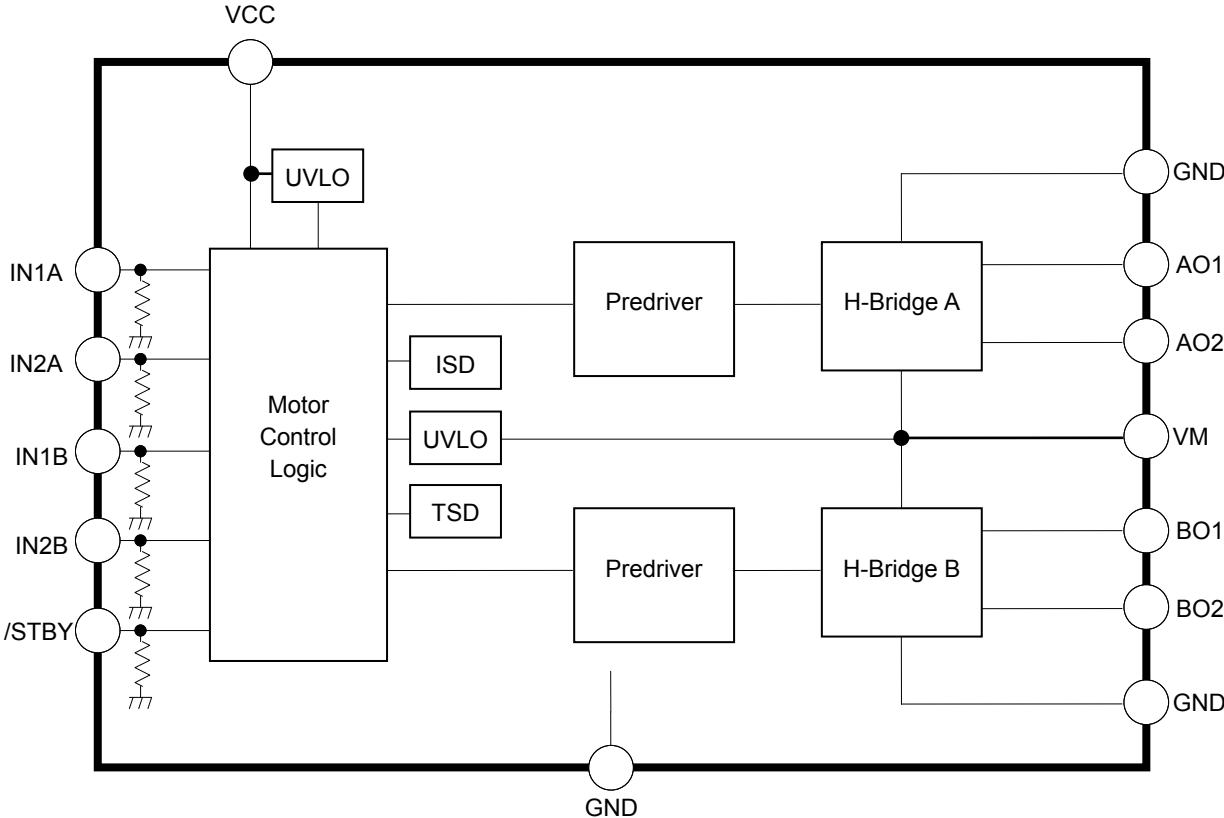 VCC
UVLO
GND
IN1A
AO1
Predriver
H-Bridge A
IN2A
ISD
AO2
Motor
Control
Logic
UVLO
VM
IN1B
TSD
IN2B
BO1
Predriver
H-Bridge B
BO2
/STBY
GND
GND